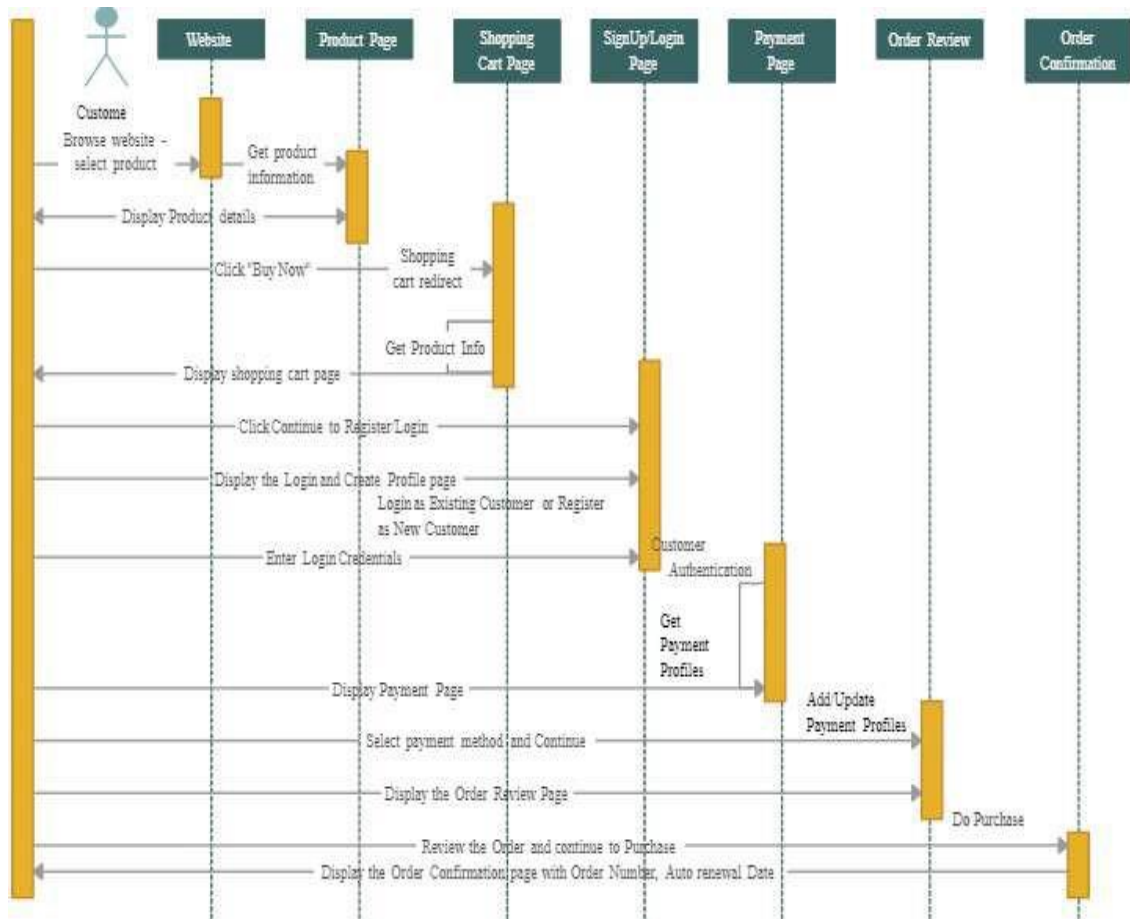 Website
Product Page
Shopping
Cart Page
SignUp/Login
Page
Payment
Page
Order Review
Order
Confirmation
Custome
Browse website -
select product
Get product
information
Display Product details
Click "Buy Now"
Shopping
cart redirect
Get Product Info
Display shopping cart page
Click Continue to Register/Login
Display the Login and Create Profile page
Login as Existing Customer or Register
as New Customer
Enter Login Credentials
Customer
Authentication
Get
Payment
Profiles
Display Payment Page
Add/Update
Payment Profiles
Select payment method and Continue
Display the Order Review Page
Do Purchase
Review the Order and continue to Purchase
Display the Order Confirmation page with Order Number, Auto renewal Date